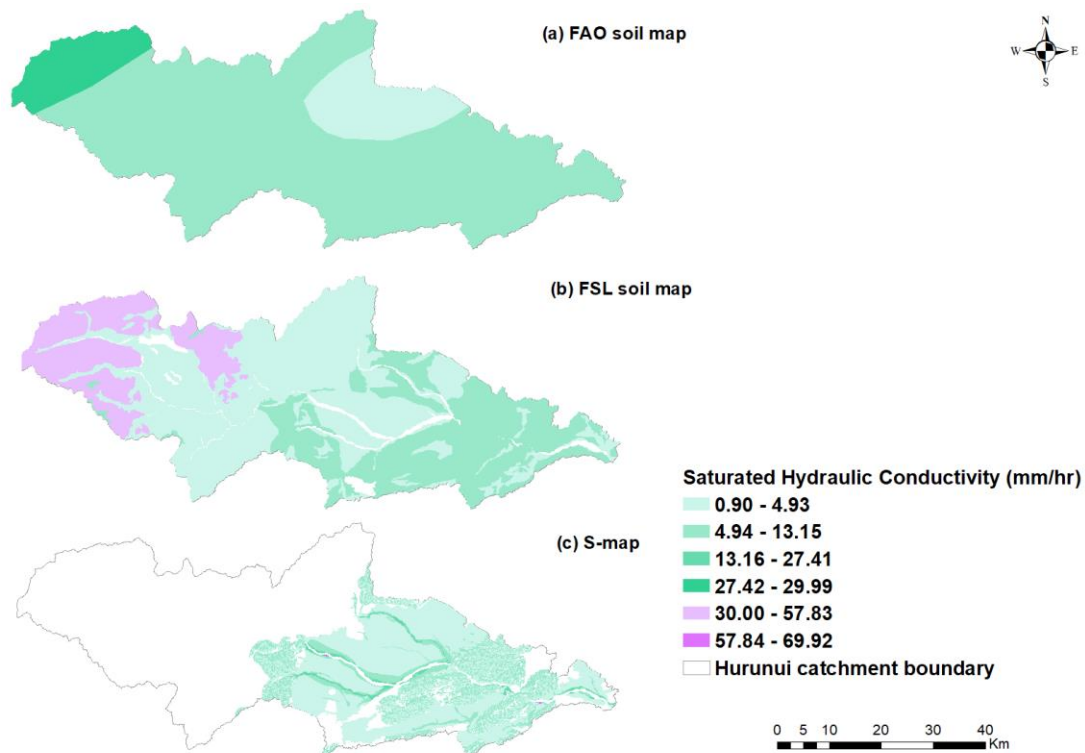 (a) FAO soil map
N
W
E
S
(b) FSL soil map
(c) S-map
Saturated Hydraulic Conductivity (mm/hr)
0.90 - 4.93
4.94 - 13.15
13.16 - 27.41
27.42 - 29.99
30.00 - 57.83
57.84 - 69.92
Hurunui catchment boundary
0 5 10 20 30 40
Km